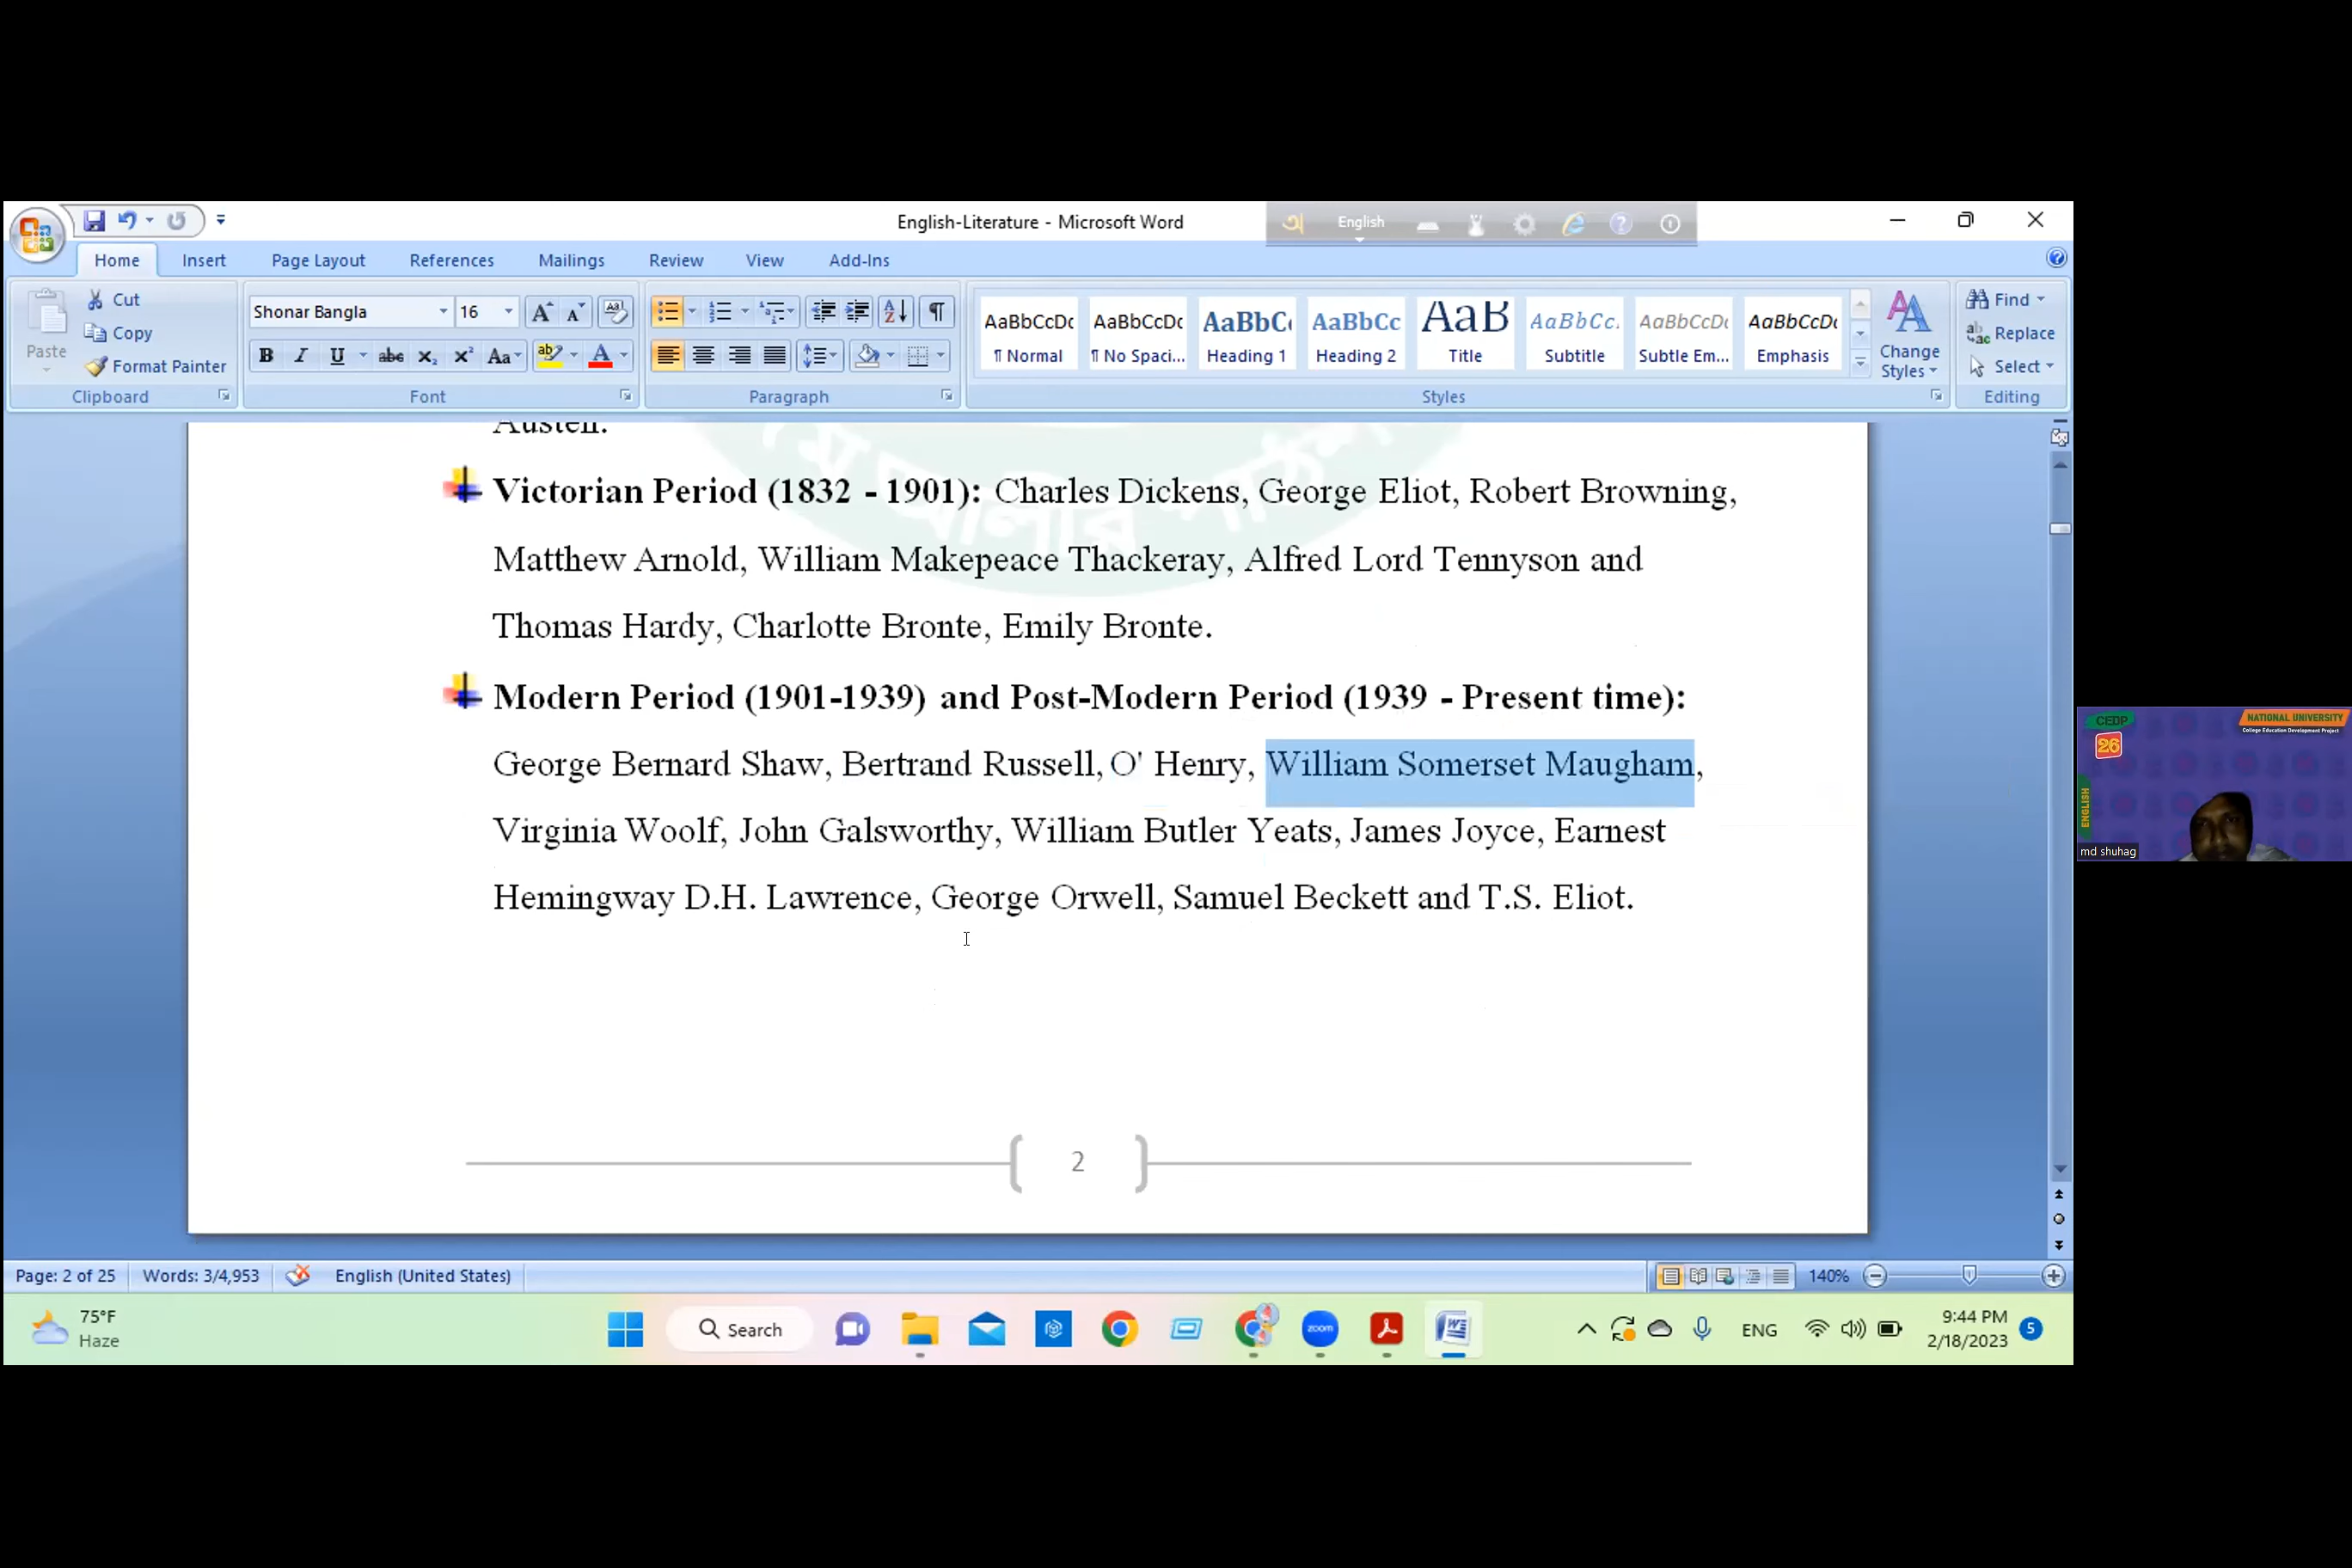 English-Literature - Microsoft Word
English
Home Insert Page Layout References Mailings Review View Add-Ins
Paste
Cut
Copy
Format Painter
Clipboard
Shonar Bangla 16
Font
Paragraph
AaBbCcDc AaBbCcDc AaBbC AaBbCc AaB AaBbCc. AaBbCcDc AaBbCcDc
¶ Normal ¶ No Spaci... Heading 1 Heading 2 Title Subtitle Subtle Em... Emphasis
Change
Styles
Styles
Find
Replace
Select
Editing
Austen.
Victorian Period (1832 - 1901): Charles Dickens, George Eliot, Robert Browning,
Matthew Arnold, William Makepeace Thackeray, Alfred Lord Tennyson and
Thomas Hardy, Charlotte Bronte, Emily Bronte.
Modern Period (1901-1939) and Post-Modern Period (1939 - Present time):
George Bernard Shaw, Bertrand Russell, O' Henry, William Somerset Maugham,
Virginia Woolf, John Galsworthy, William Butler Yeats, James Joyce, Earnest
Hemingway D.H. Lawrence, George Orwell, Samuel Beckett and T.S. Eliot.
2
Page: 2 of 25 Words: 3/4,953 English (United States) 140%
75°F
Haze
Search
zoom
ENG
9:44 PM
2/18/2023
5
CEDP
26
NATIONAL UNIVERSITY
College Education Development Project
ENGLISH
md shuhag